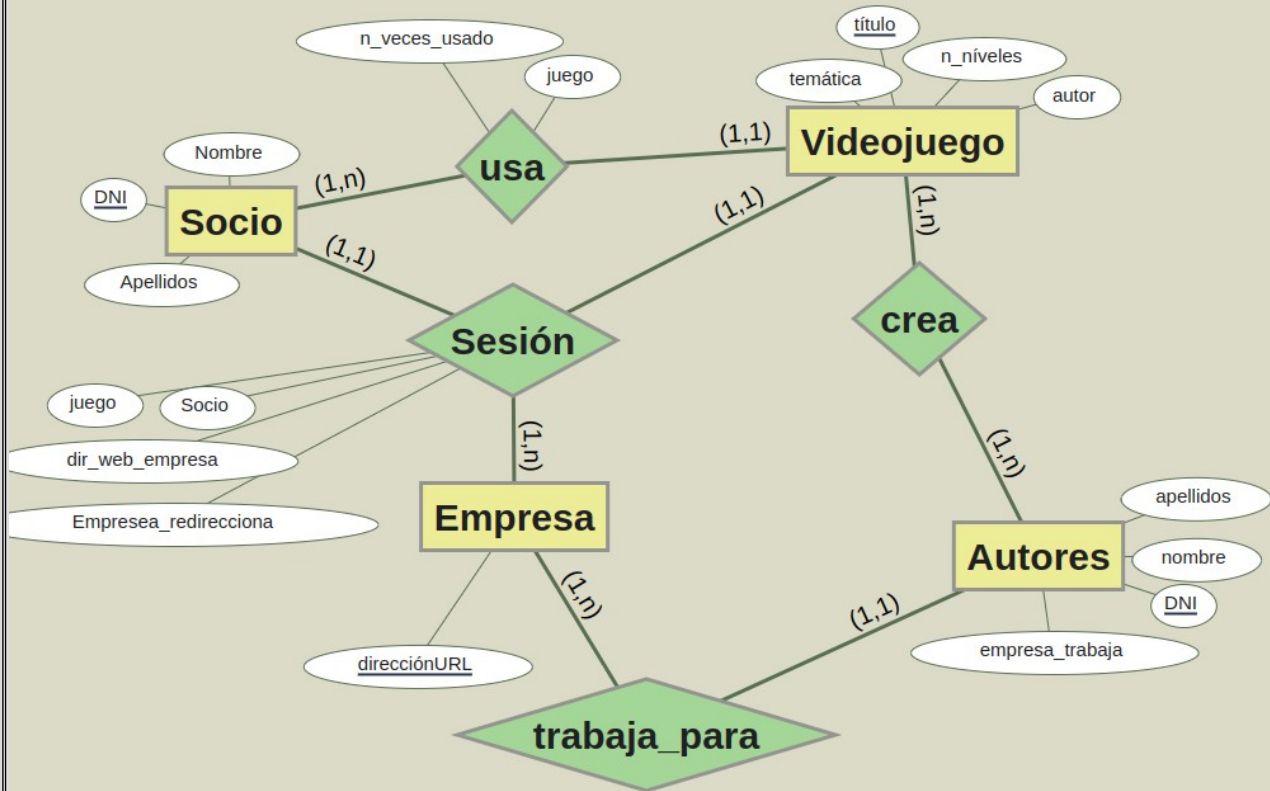 título
n_veces_usado
n_níveles
juego
temática
autor
(1,1)
Videojuego
Nombre
usa
(1,n)
DNI
Socio
(1,1)
(1,n)
(1,1)
Apellidos
crea
Sesión
juego
Socio
(1,n)
(1,n)
dir_web_empresa
apellidos
Empresea_redirecciona
Empresa
Autores
nombre
(1,n)
(1,1)
DNI
empresa_trabaja
direcciónURL
trabaja_para